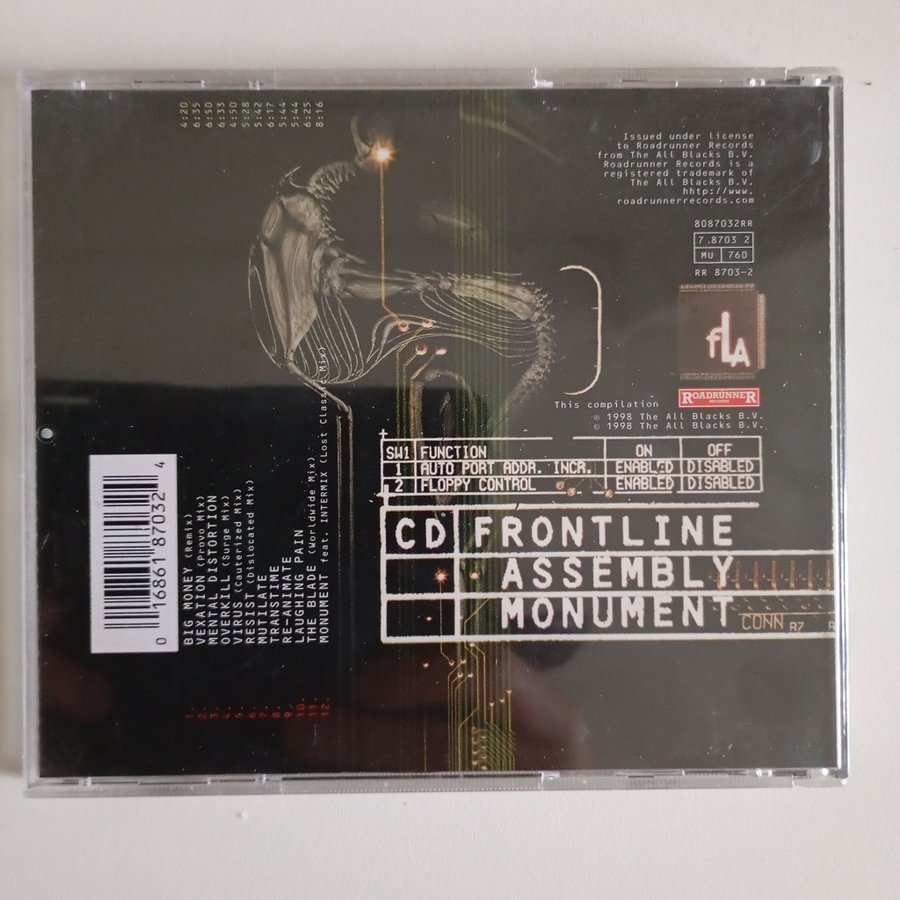 Issued under license
to Roadrunner Records
from The All Blacks B.V.
Roadrunner Records is a
registered trademark of
The All Blacks B.V.
hhtp://www.
roadrunnerrecords.com
8087032RR
7.8703 2
MU 760
RR 8703-2
fLA
ROADRUNNER
RECORDS
This compilation
℗ 1998 The All Blacks B.V.
© 1998 The All Blacks B.V.
SW1 FUNCTION ON OFF
1 AUTO PORT ADDR. INCR. ENABLED DISABLED
2 FLOPPY CONTROL ENABLED DISABLED
CD FRONTLINE
ASSEMBLY
MONUMENT
CONN R7
1. BIG MONEY (Remix) 4:20
2. VEXATION (Provo Mix) 6:35
3. MENTAL DISTORTION 6:50
4. OVERKILL (Surge Mix) 6:33
5. VIRUS (Cauterized Mix) 4:50
6. RESIST (Dislocated Mix) 5:28
7. MUTILATE 5:42
8. TRANSTIME 6:17
9. RE-ANIMATE 5:44
10. LAUGHING PAIN 5:44
11. THE BLADE (Worldwide Mix) 6:25
12. MONUMENT feat. INTERMIX (Lost Classic Mix) 8:16
0 16861 87032 4